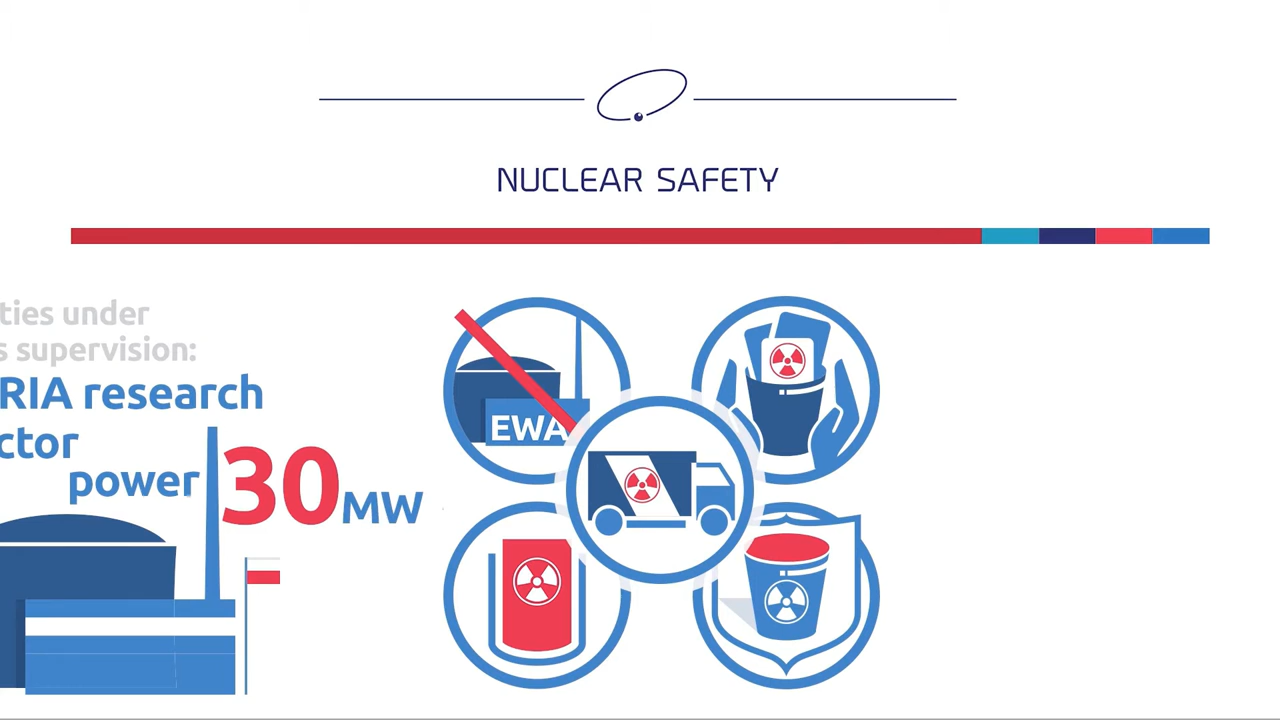 NUCLEAR SAFETY
ties under
s supervision:
RIA research
ctor
power 30 MW
EWA